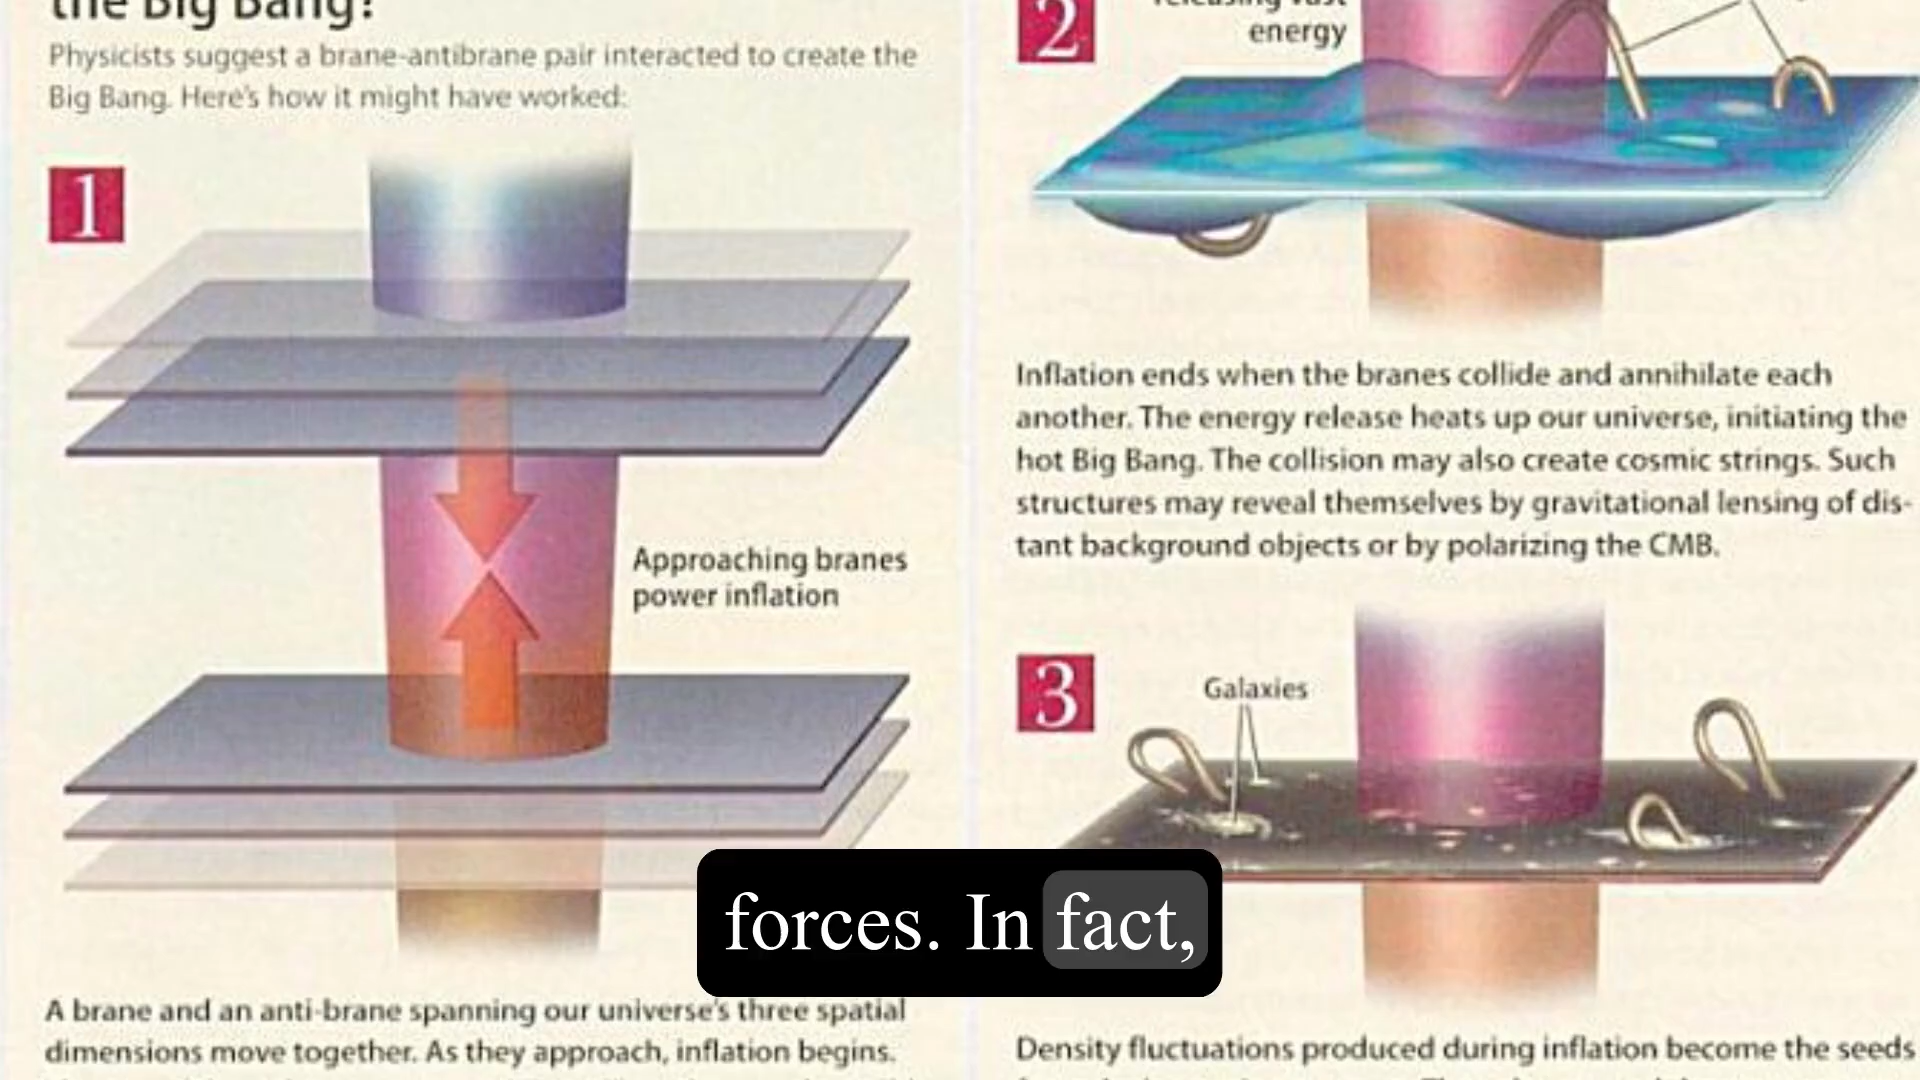 the Big Bang?
Physicists suggest a brane-antibrane pair interacted to create the
Big Bang. Here's how it might have worked:
1
Approaching branes
power inflation
A brane and an anti-brane spanning our universe's three spatial
dimensions move together. As they approach, inflation begins.
2
releasing vast
energy
Inflation ends when the branes collide and annihilate each
another. The energy release heats up our universe, initiating the
hot Big Bang. The collision may also create cosmic strings. Such
structures may reveal themselves by gravitational lensing of dis-
tant background objects or by polarizing the CMB.
3
Galaxies
Density fluctuations produced during inflation become the seeds
forces. In fact,